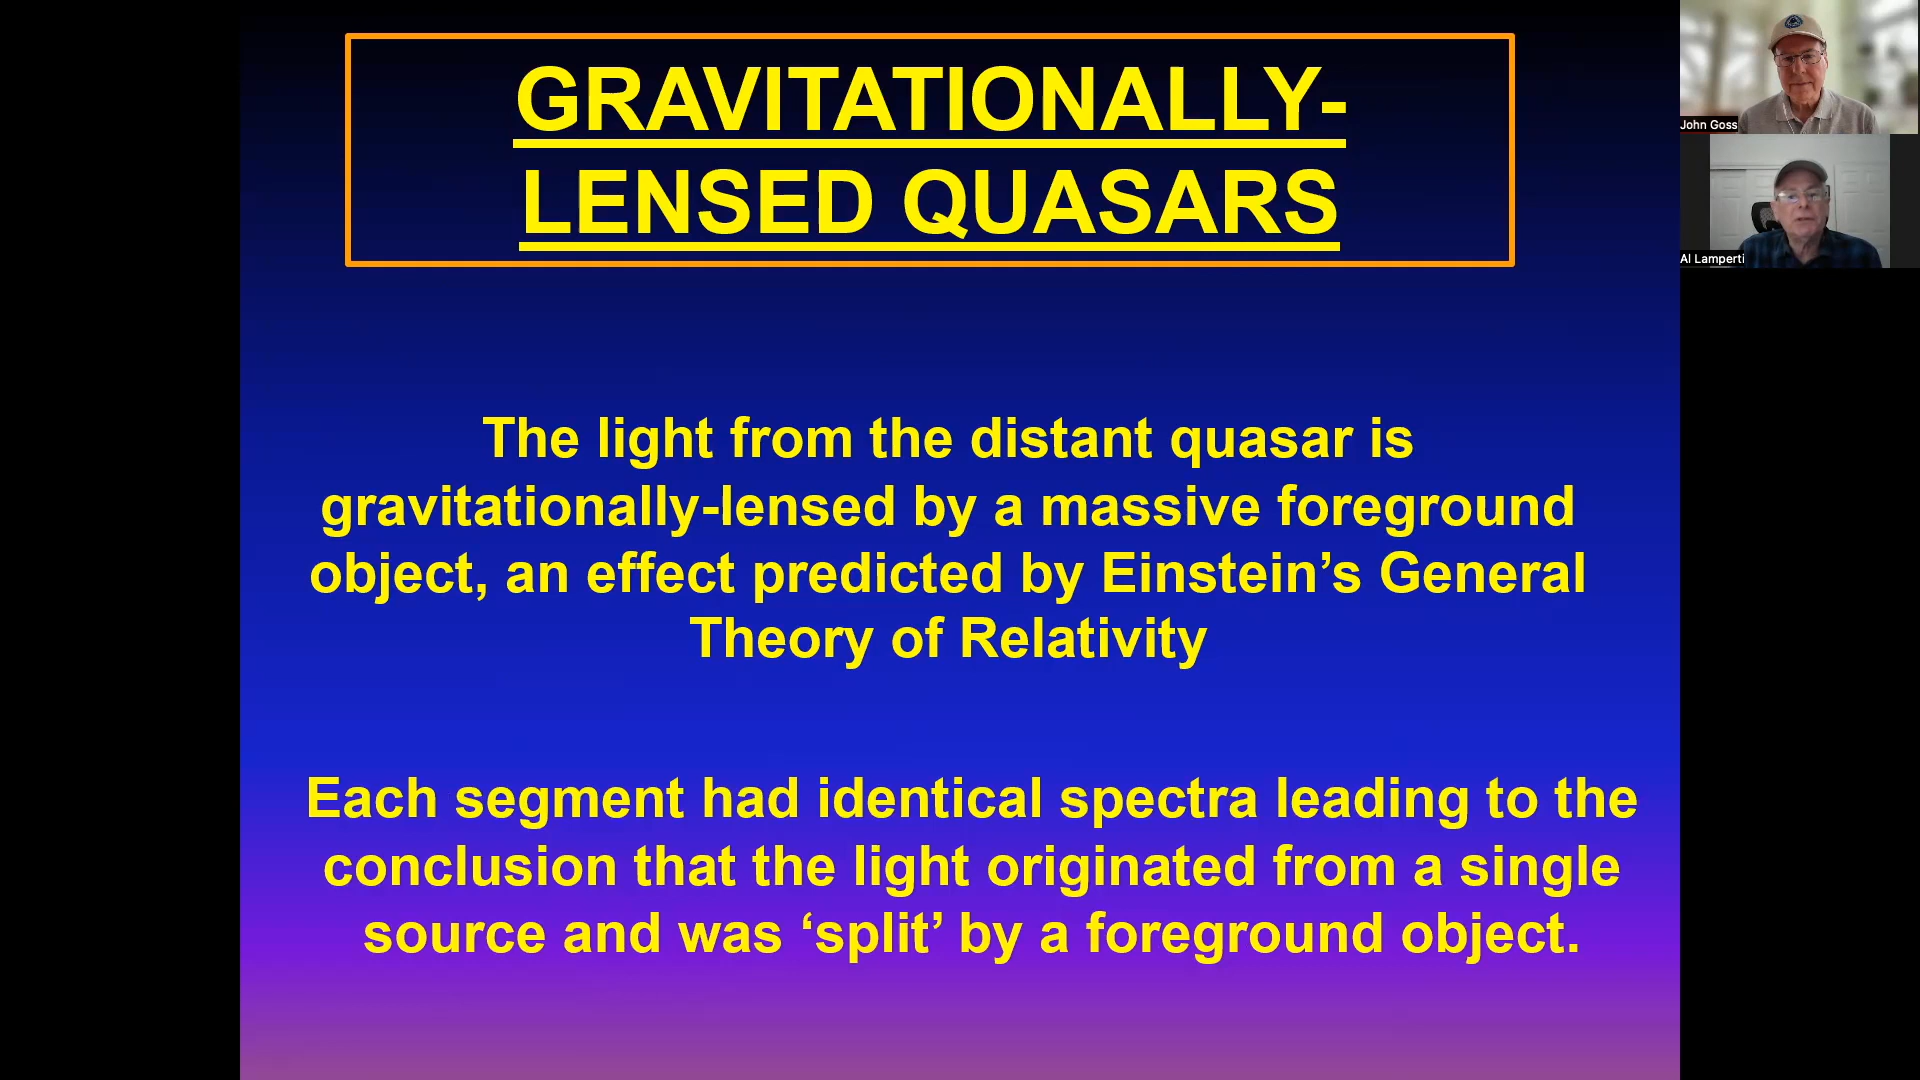 GRAVITATIONALLY-
LENSED QUASARS
The light from the distant quasar is
gravitationally-lensed by a massive foreground
object, an effect predicted by Einstein’s General
Theory of Relativity
Each segment had identical spectra leading to the
conclusion that the light originated from a single
source and was ‘split’ by a foreground object.
John Goss
Al Lamperti